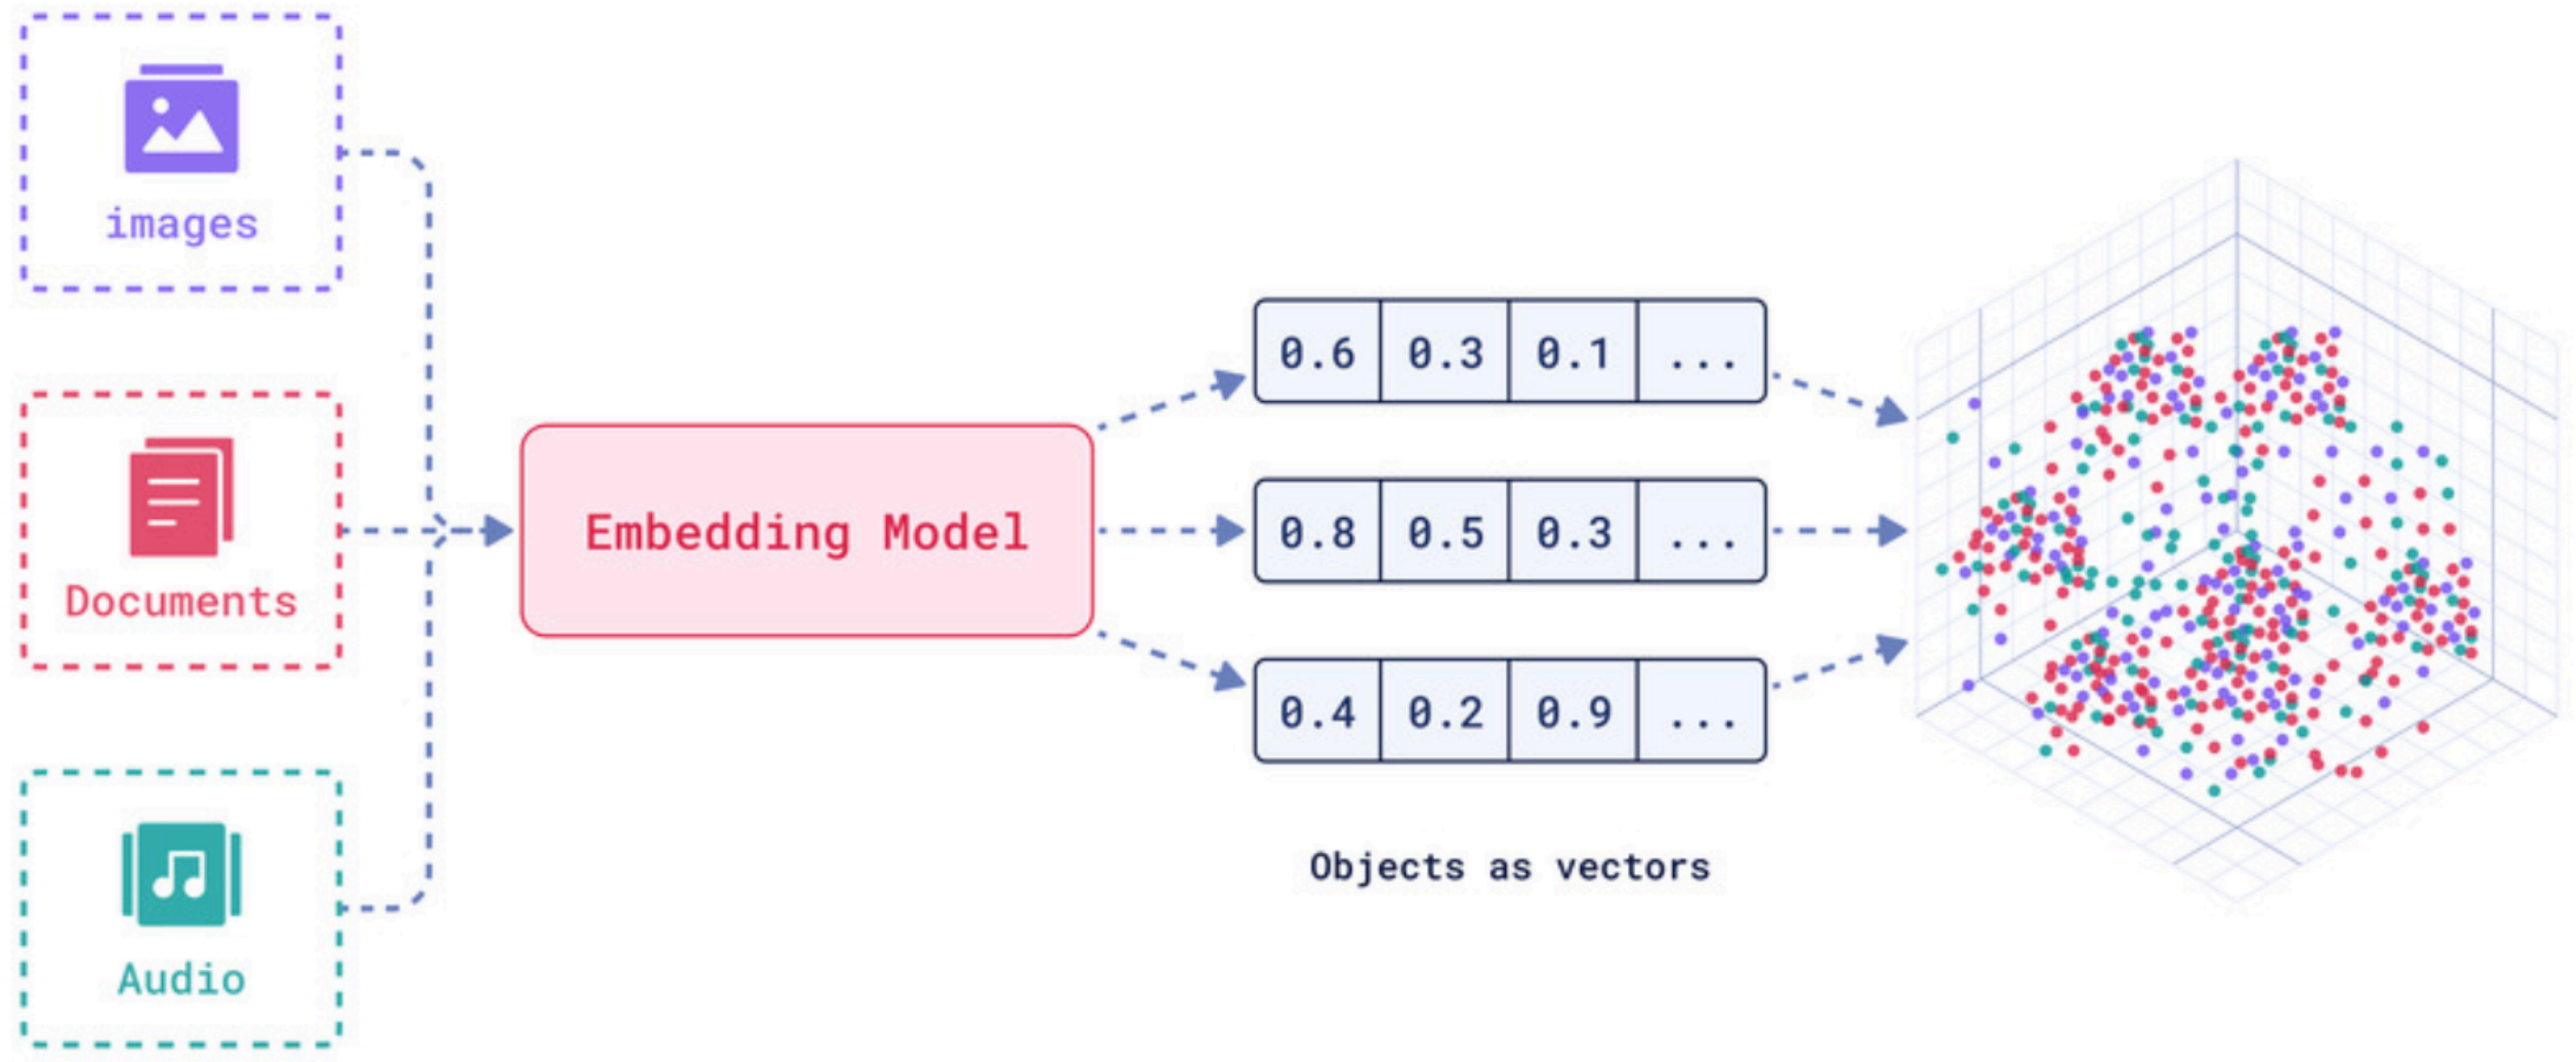 images
Documents
Audio
Embedding Model
0.6 0.3 0.1 ...
0.8 0.5 0.3 ...
0.4 0.2 0.9 ...
Objects as vectors